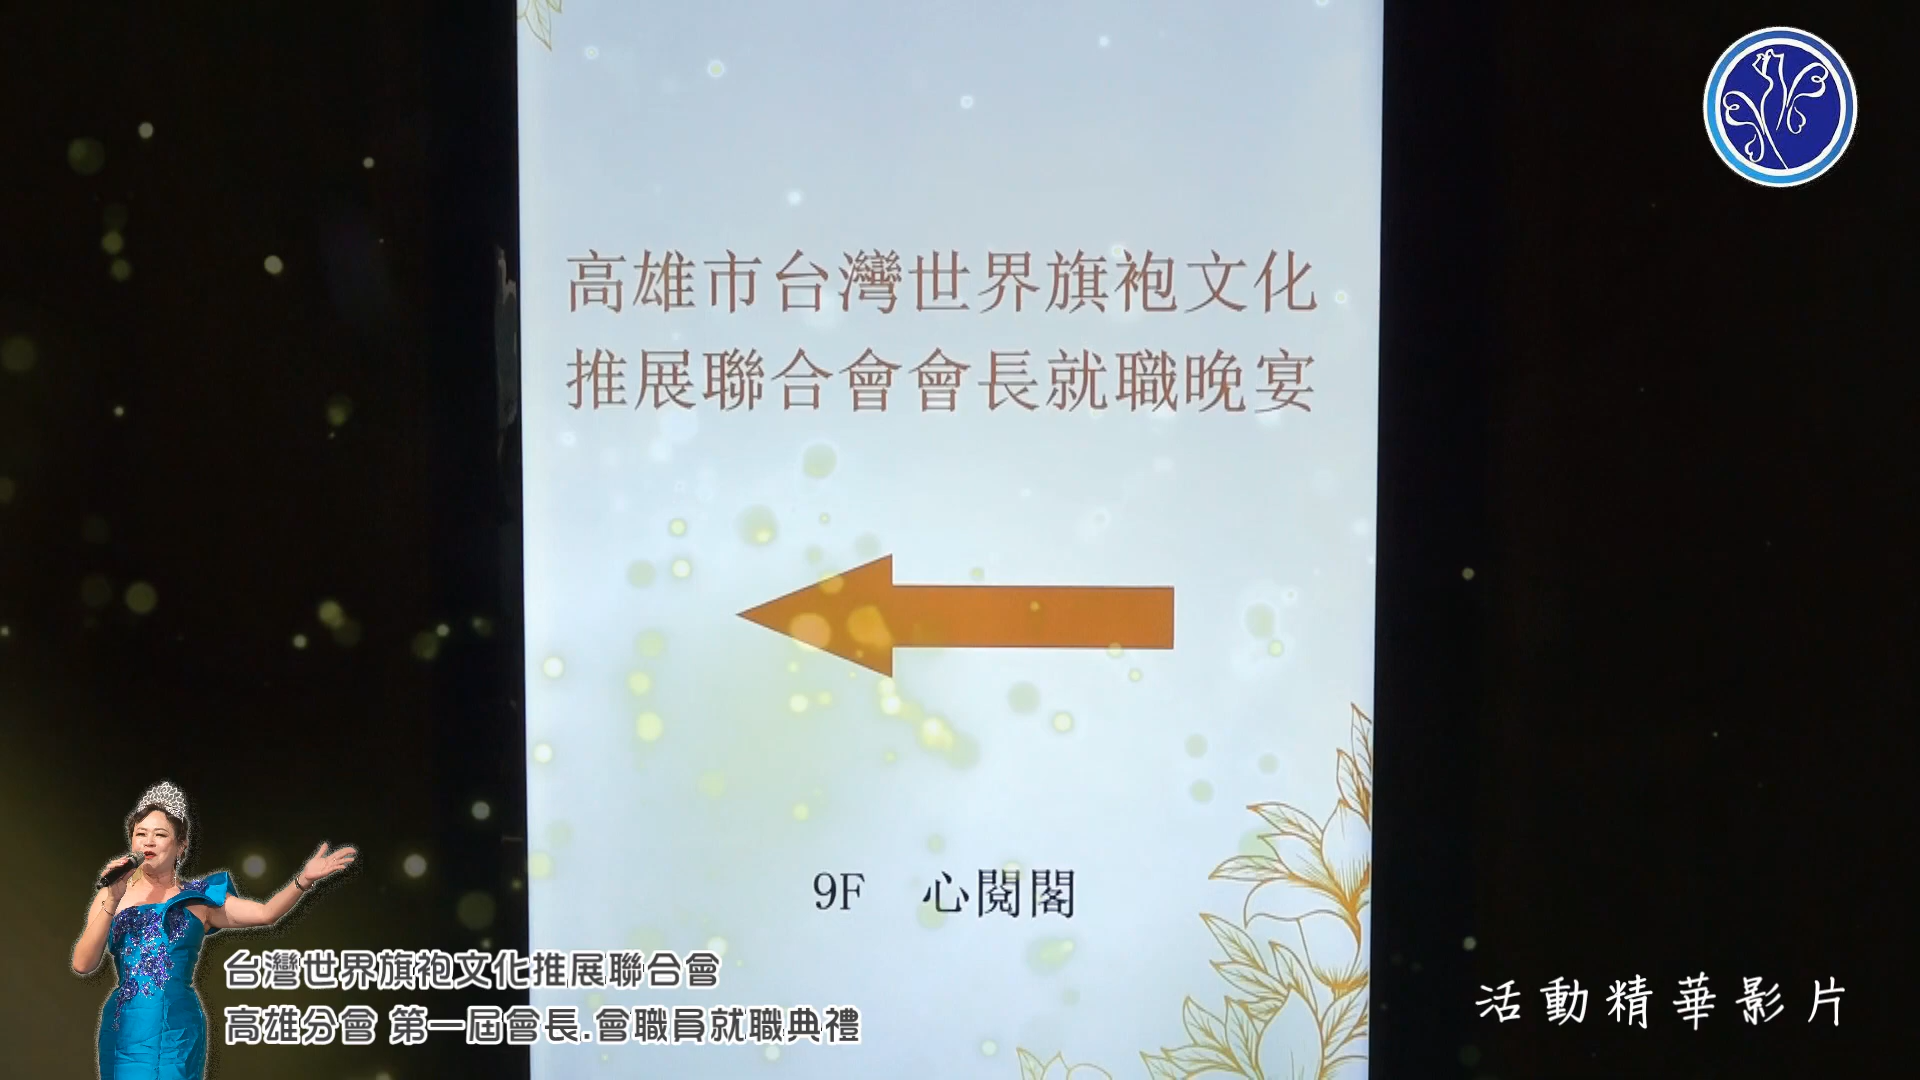 高雄市台灣世界旗袍文化
推展聯合會會長就職晚宴
9F 心閱閣
台灣世界旗袍文化推展聯合會
高雄分會 第一屆會長.會職員就職典禮
活動精華影片